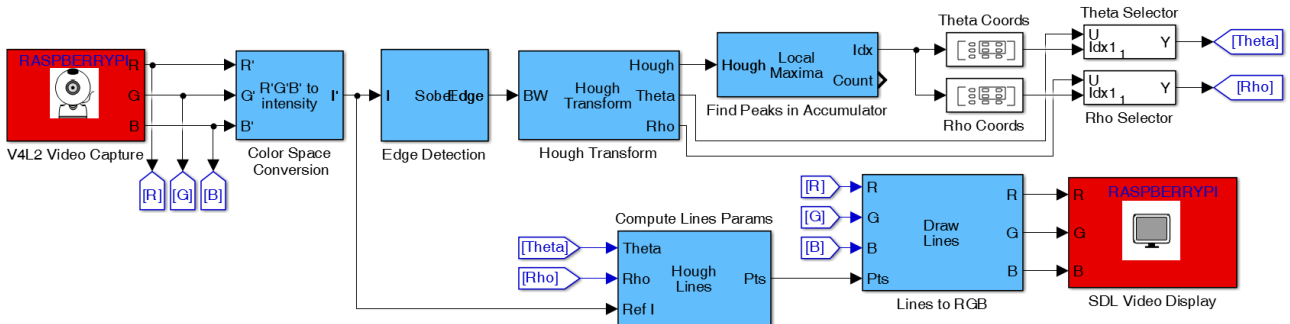 RASPBERRYPI
R
G
B
V4L2 Video Capture
[R]
[G]
[B]
R'
G'
B'
R'G'B' to
intensity
I'
Color Space
Conversion
I
Sobel
Edge
Edge Detection
BW
Hough
Transform
Hough
Theta
Rho
Hough Transform
Hough
Local
Maxima
Idx
Count
Find Peaks in Accumulator
Theta Coords
Rho Coords
Theta Selector
U
Idx1
1
Y
[Theta]
U
Idx1
1
Y
Rho Selector
[Rho]
Compute Lines Params
[Theta]
[Rho]
Theta
Rho
Ref I
Hough
Lines
Pts
[R]
[G]
[B]
R
G
B
Pts
Draw
Lines
R
G
B
Lines to RGB
RASPBERRYPI
R
G
B
SDL Video Display